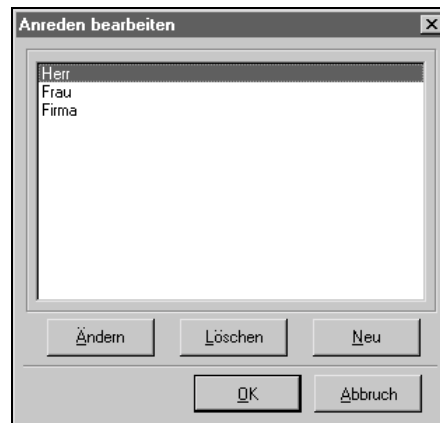 Anreden bearbeiten
Herr
Frau
Firma
Ändern Löschen Neu
OK Abbruch